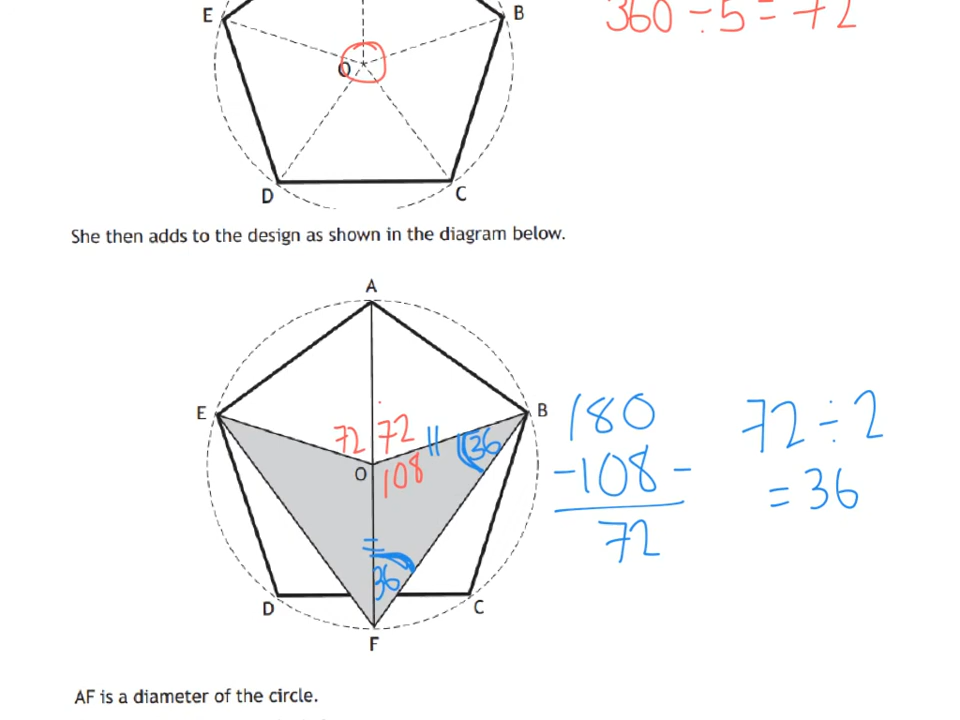 E
B
360 ÷ 5 = 72
O
D
C
She then adds to the design as shown in the diagram below.
A
E
B
180
72 ÷ 2
72
72
36
O
108
-108-
= 36
72
36
D
C
F
AF is a diameter of the circle.